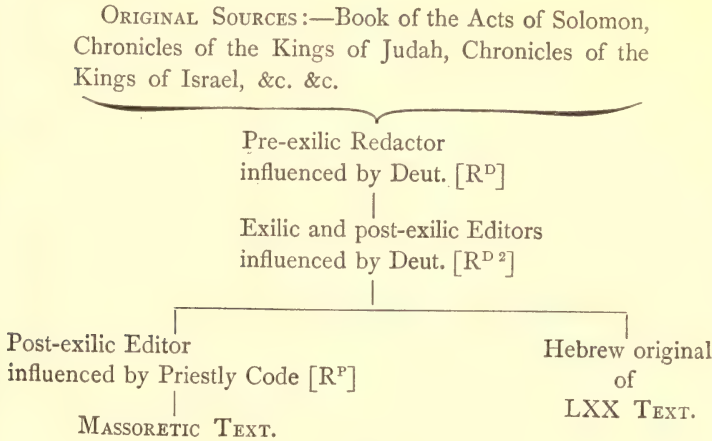 ORIGINAL SOURCES:—Book of the Acts of Solomon,
Chronicles of the Kings of Judah, Chronicles of the
Kings of Israel, &c. &c.
Pre-exilic Redactor
influenced by Deut. [Rᴰ]
Exilic and post-exilic Editors
influenced by Deut. [Rᴰ ²]
Post-exilic Editor
influenced by Priestly Code [Rᴾ]
MASSORETIC TEXT.
Hebrew original
of
LXX TEXT.